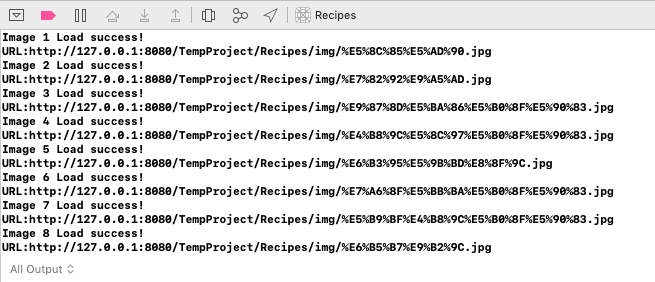 Recipes
Image 1 Load success!
URL:http://127.0.0.1:8080/TempProject/Recipes/img/%E5%8C%85%E5%AD%90.jpg
Image 2 Load success!
URL:http://127.0.0.1:8080/TempProject/Recipes/img/%E7%82%92%E9%A5%AD.jpg
Image 3 Load success!
URL:http://127.0.0.1:8080/TempProject/Recipes/img/%E9%87%8D%E5%BA%86%E5%B0%8F%E5%90%83.jpg
Image 4 Load success!
URL:http://127.0.0.1:8080/TempProject/Recipes/img/%E4%B8%9C%E5%8C%97%E5%B0%8F%E5%90%83.jpg
Image 5 Load success!
URL:http://127.0.0.1:8080/TempProject/Recipes/img/%E6%B3%95%E5%9B%BD%E8%8F%9C.jpg
Image 6 Load success!
URL:http://127.0.0.1:8080/TempProject/Recipes/img/%E7%A6%8F%E5%BB%BA%E5%B0%8F%E5%90%83.jpg
Image 7 Load success!
URL:http://127.0.0.1:8080/TempProject/Recipes/img/%E5%B9%BF%E4%B8%9C%E5%B0%8F%E5%90%83.jpg
Image 8 Load success!
URL:http://127.0.0.1:8080/TempProject/Recipes/img/%E6%B5%B7%E9%B2%9C.jpg
All Output